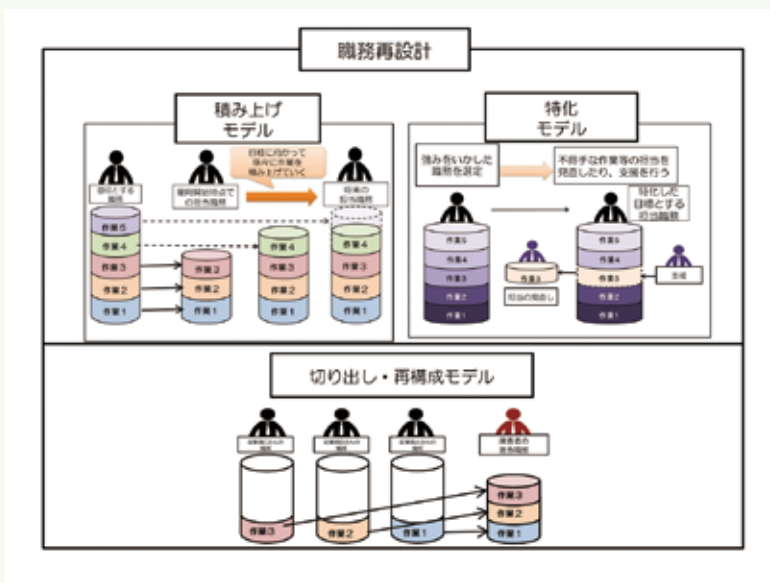 職務再設計
積み上げ
モデル
目標に向かって
徐々に作業を
積み上げていく
目標とする
職務
雇用開始時点で
の担当職務
将来の
担当職務
作業5
作業4
作業3
作業2
作業1
作業3
作業2
作業1
作業4
作業3
作業2
作業1
作業4
作業3
作業2
作業1
特化
モデル
強みをいかした
職務を選定
不得手な作業等の担当を
見直したり、支援を行う
特化した
目標とする
担当職務
作業5
作業4
作業3
作業2
作業1
作業3
担当の見直し
作業5
作業4
作業3
作業2
作業1
支援
切り出し・再構成モデル
障害者の
担当職務
作業3
作業2
作業1
作業3
作業2
作業1